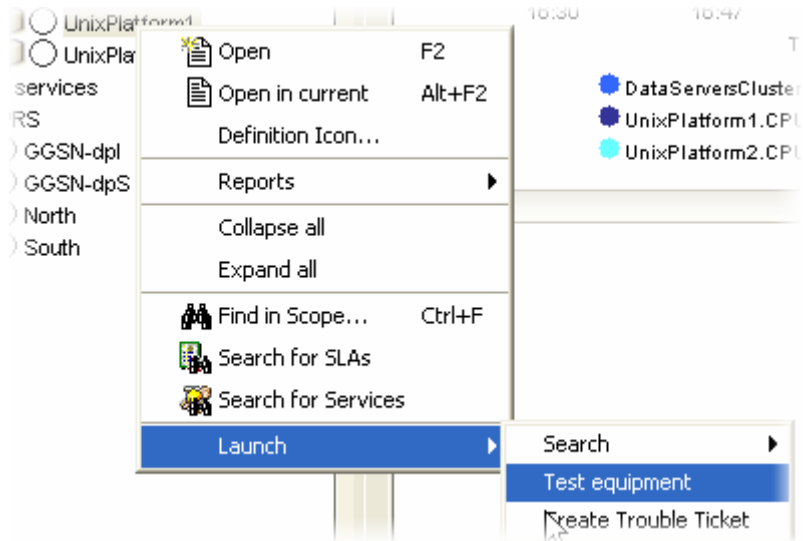 UnixPlatform1
UnixPla
services
RS
GGSN-dpl
GGSN-dpS
North
South
Open F2
Open in current Alt+F2
Definition Icon...
Reports
Collapse all
Expand all
Find in Scope... Ctrl+F
Search for SLAs
Search for Services
Launch
16:30 16:47
T
DataServersCluster
UnixPlatform1.CPU
UnixPlatform2.CPU
Search
Test equipment
Create Trouble Ticket